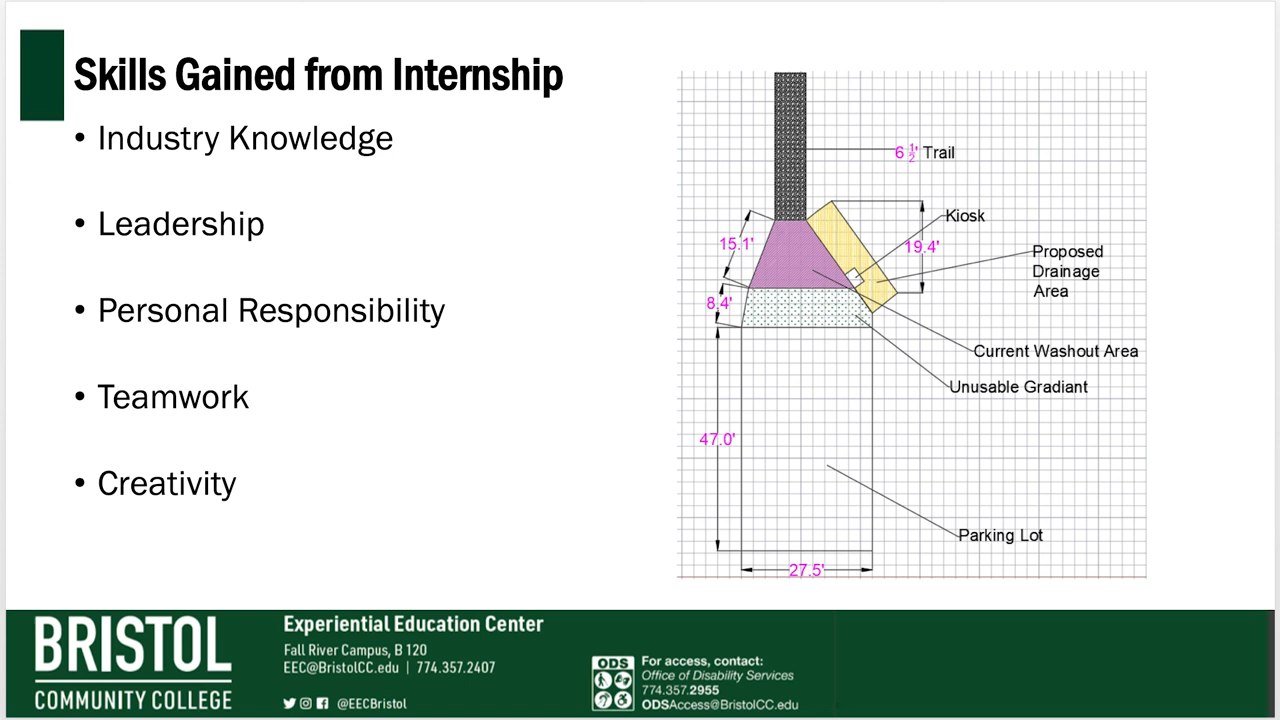 Skills Gained from Internship
• Industry Knowledge
• Leadership
• Personal Responsibility
• Teamwork
• Creativity
6 1/2' Trail
Kiosk
15.1'
19.4'
Proposed
Drainage
Area
8.4'
Current Washout Area
Unusable Gradiant
47.0'
Parking Lot
27.5'
BRISTOL
COMMUNITY COLLEGE
Experiential Education Center
Fall River Campus, B 120
EEC@BristolCC.edu | 774.357.2407
@EECBristol
ODS
For access, contact:
Office of Disability Services
774.357.2955
ODSAccess@BristolCC.edu